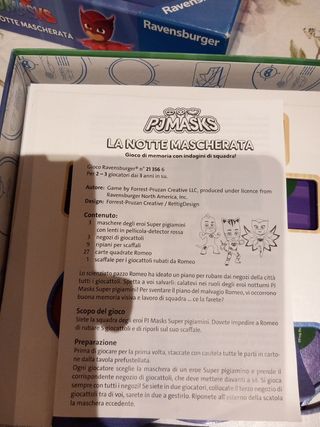 Ravensburger
NOTTE MASCHERATA
Ravensburger
PJMASKS
LA NOTTE MASCHERATA
Gioco di memoria con indagini di squadra!
Gioco Ravensburger® n° 21 356 6
Per 2 – 3 giocatori dai 3 anni in su.
Autore: Game by Forrest-Pruzan Creative LLC, produced under licence from
Ravensburger North America, Inc.
Design: Forrest-Pruzan Creative / RettigDesign
Contenuto:
3 maschere degli eroi Super pigiamini
con lenti in pellicola-detector rossa
3 negozi di giocattoli
9 ripiani per scaffali
27 carte quadrate Romeo
1 scaffale per i giocattoli rubati da Romeo
Lo scienziato pazzo Romeo ha ideato un piano per rubare dai negozi della città
tutti i giocattoli. Spetta a voi salvarli: calatevi nei ruoli degli eroi nottumi PJ
Masks Super pigiamini! Per sventare il piano del malvagio Romeo, vi occorrono
buona memoria visiva e lavoro di squadra ... ce la farete?
Scopo del gioco
Siete la squadra degli eroi PJ Masks Super pigiamini. Dovete impedire a Romeo
di rubare 5 giocattoli e di riporli sul suo scaffale.
Preparazione
Prima di giocare per la prima volta, staccate con cautela tutte le parti in carto-
ne dalla tavola prefustellata.
Ogni giocatore sceglie la maschera di un eroe Super pigiamino e prende il
corrispondente negozio di giocattoli, che deve mettere davanti a sé. Si gioca
sempre con tutti i negozi! Se siete in due giocatori, collocate il terzo negozio di
giocattoli tra di voi, sarete in due a gestirlo. Riponete all'interno della scatola
la maschera eccedente.